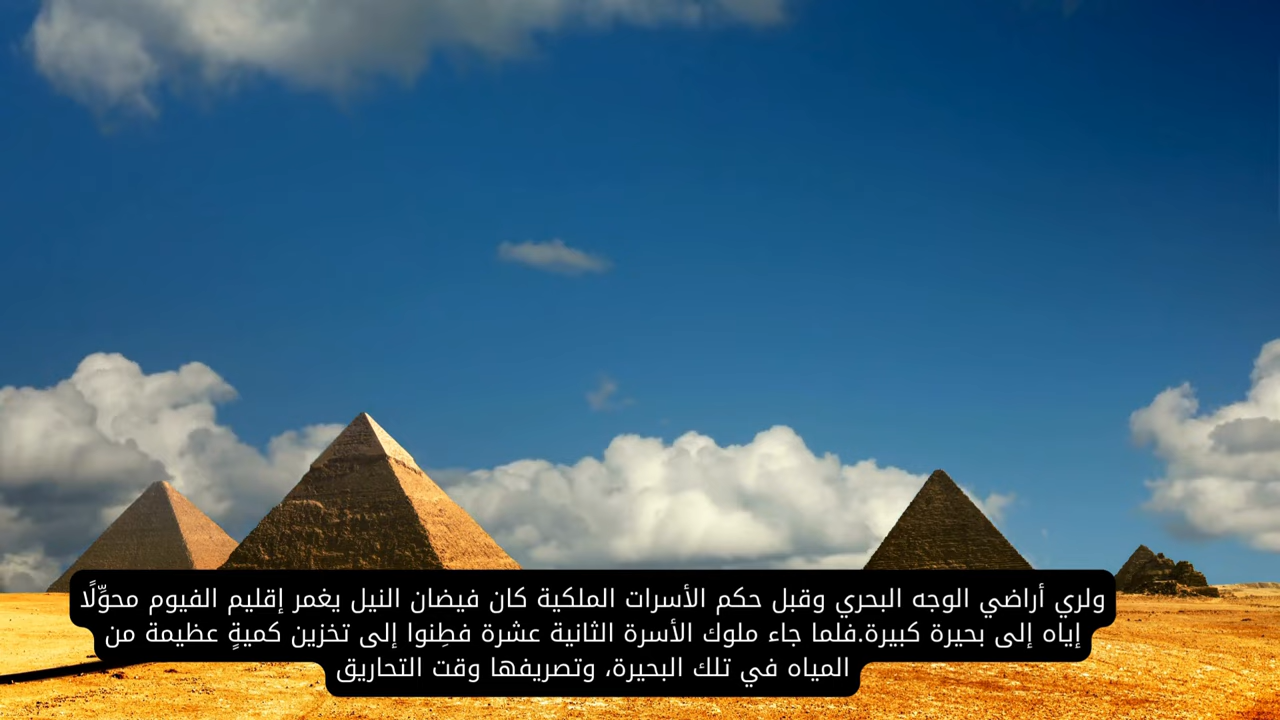 ولري أراضي الوجه البحري وقبل حكم الأسرات الملكية كان فيضان النيل يغمر إقليم الفيوم محوِّلًا
إياه إلى بحيرة كبيرة.فلما جاء ملوك الأسرة الثانية عشرة فطِنوا إلى تخزين كميةٍ عظيمة من
المياه في تلك البحيرة، وتصريفها وقت التحاريق